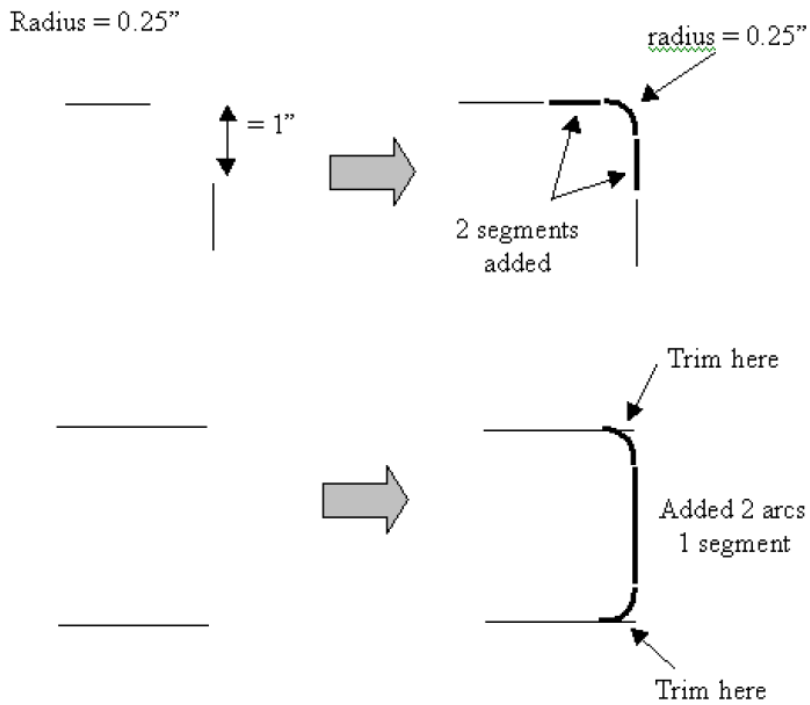 Radius = 0.25”
radius = 0.25”
= 1”
2 segments
added
Trim here
Added 2 arcs
1 segment
Trim here